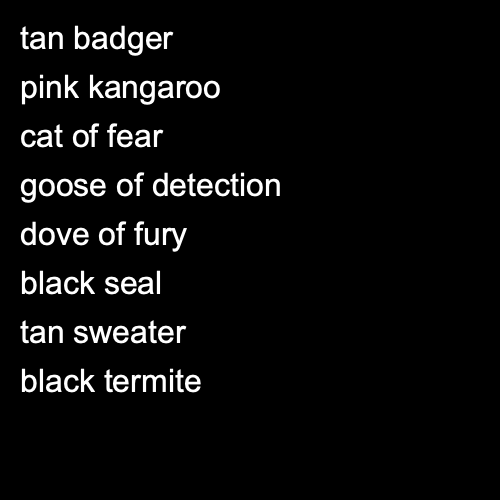 tan badger
pink kangaroo
cat of fear
goose of detection
dove of fury
black seal
tan sweater
black termite